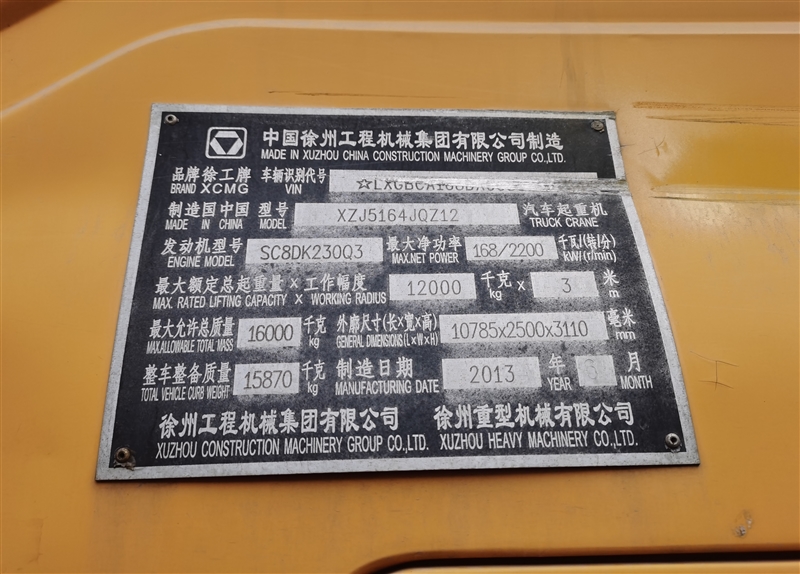 中国徐州工程机械集团有限公司制造
MADE IN XUZHOU CHINA CONSTRUCTION MACHINERY GROUP CO.,LTD.
品牌 徐工牌 车辆识别代号
BRAND XCMG VIN
制造国 中国 型号 XZJ5164JQZ12 汽车起重机
MADE IN CHINA MODEL TRUCK CRANE
发动机型号 SC8DK230Q3 最大净功率 168/2200 千瓦/(转/分)
ENGINE MODEL MAX.NET POWER kW/(r/min)
最大额定总起重量 × 工作幅度 12000 千克 × 3 米
MAX. RATED LIFTING CAPACITY × WORKING RADIUS kg m
最大允许总质量 16000 千克 外廓尺寸(长×宽×高) 10785x2500x3110 毫米
MAX.ALLOWABLE TOTAL MASS kg GENERAL DIMENSIONS(L×W×H) mm
整车整备质量 15870 千克 制造日期 2013 年 月
TOTAL VEHICLE CURB WEIGHT kg MANUFACTURING DATE YEAR MONTH
徐州工程机械集团有限公司 徐州重型机械有限公司
XUZHOU CONSTRUCTION MACHINERY GROUP CO.,LTD. XUZHOU HEAVY MACHINERY CO.,LTD.